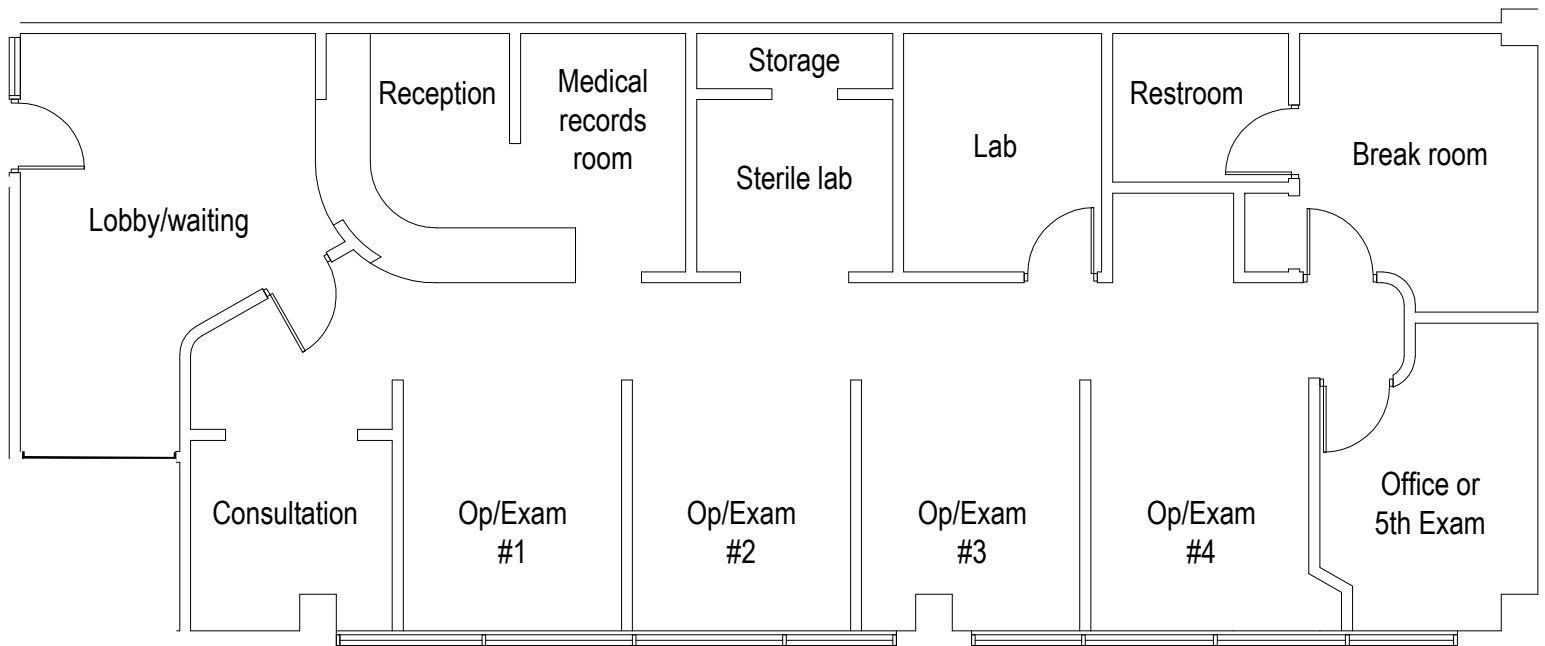 Reception
Medical
records
room
Storage
Sterile lab
Lab
Restroom
Break room
Lobby/waiting
Consultation
Op/Exam
#1
Op/Exam
#2
Op/Exam
#3
Op/Exam
#4
Office or
5th Exam